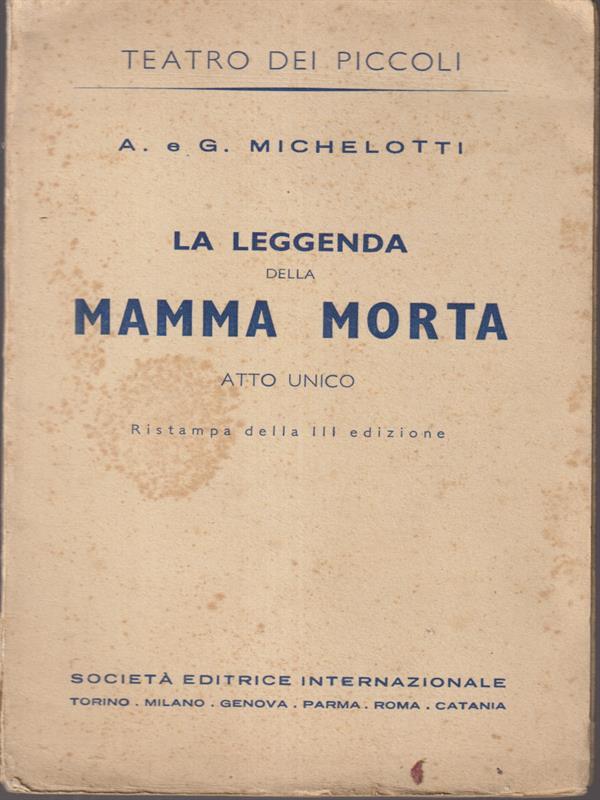 TEATRO DEI PICCOLI
A. e G. MICHELOTTI
LA LEGGENDA
DELLA
MAMMA MORTA
ATTO UNICO
Ristampa della III edizione
SOCIETÀ EDITRICE INTERNAZIONALE
TORINO . MILANO . GENOVA . PARMA . ROMA . CATANIA